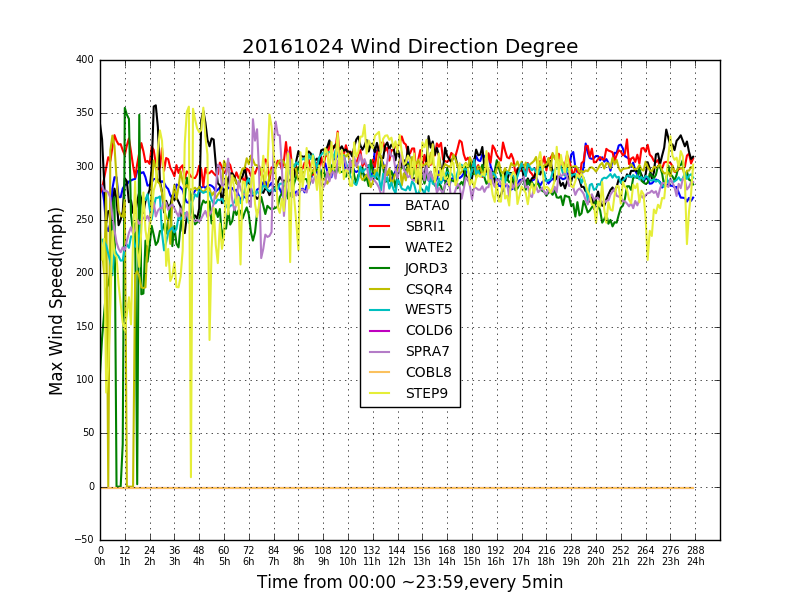 20161024 Wind Direction Degree
Max Wind Speed(mph)
400
350
300
250
200
150
100
50
0
−50
BATA0
SBRI1
WATE2
JORD3
CSQR4
WEST5
COLD6
SPRA7
COBL8
STEP9
0 12 24 36 48 60 72 84 96 108 120 132 144 156 168 180 192 204 216 228 240 252 264 276 288
0h 1h 2h 3h 4h 5h 6h 7h 8h 9h 10h 11h 12h 13h 14h 15h 16h 17h 18h 19h 20h 21h 22h 23h 24h
Time from 00:00 ~23:59,every 5min